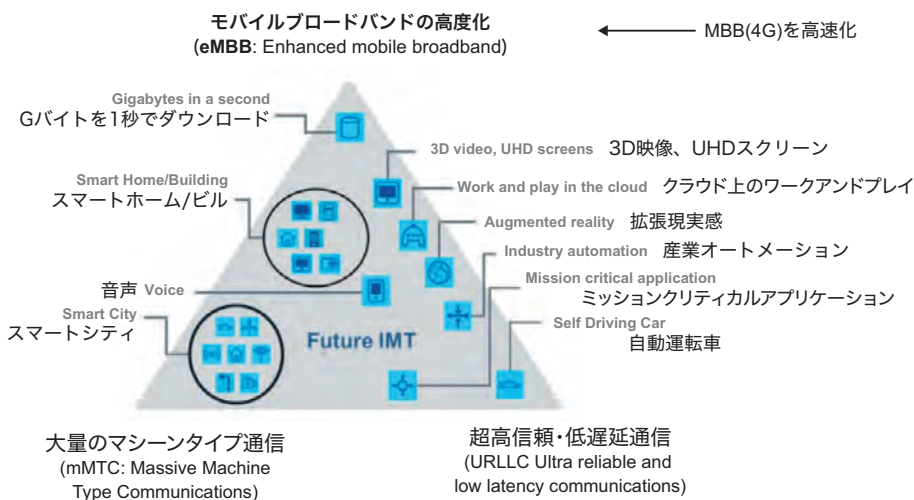 モバイルブロードバンドの高度化
(eMBB: Enhanced mobile broadband)
MBB(4G)を高速化
Gigabytes in a second
Gバイトを1秒でダウンロード
3D video, UHD screens 3D映像、UHDスクリーン
Smart Home/Building
スマートホーム/ビル
Work and play in the cloud クラウド上のワークアンドプレイ
Augmented reality 拡張現実感
Industry automation 産業オートメーション
Mission critical application
ミッションクリティカルアプリケーション
音声 Voice
Smart City
スマートシティ
Self Driving Car
自動運転車
Future IMT
大量のマシーンタイプ通信
(mMTC: Massive Machine
Type Communications)
超高信頼・低遅延通信
(URLLC Ultra reliable and
low latency communications)